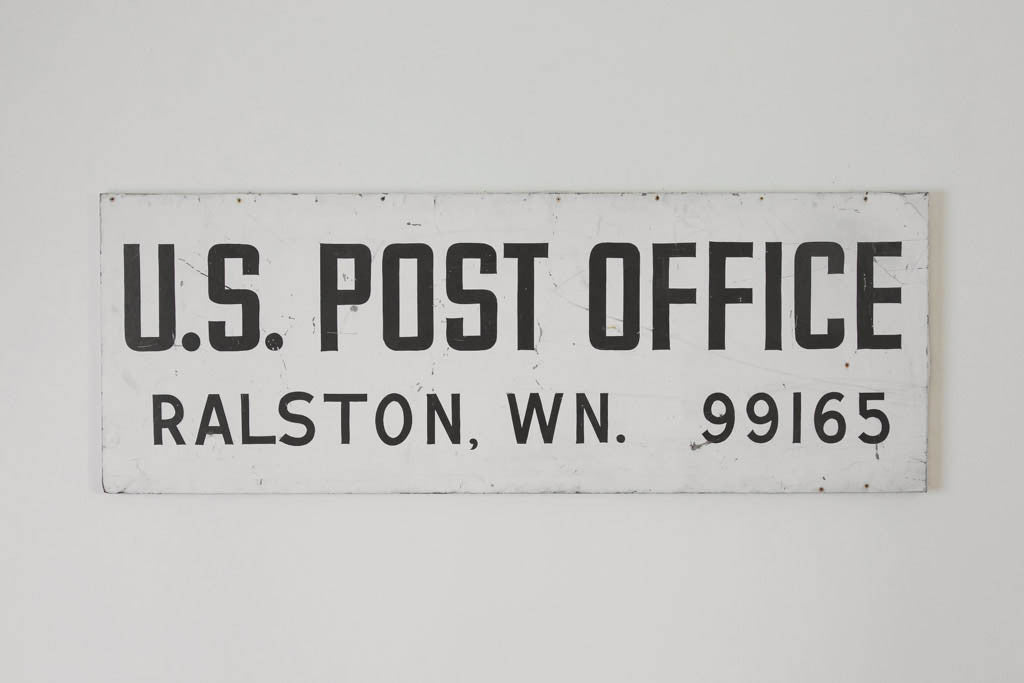 U.S. POST OFFICE
RALSTON, WN. 99165